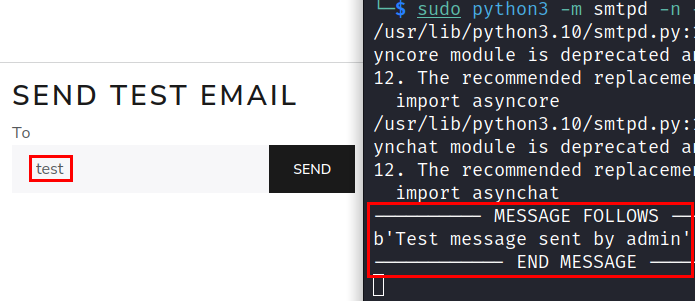 SEND TEST EMAIL
To
test
SEND
└─$ sudo python3 -m smtpd -n
/usr/lib/python3.10/smtpd.py:
yncore module is deprecated
12. The recommended
import asyncore
/usr/lib/python3.10/smtpd.py:
ynchat module is deprecated
12. The recommended
import asynchat
---------- MESSAGE FOLLOWS --
b'Test message sent by admin'
------------ END MESSAGE ----